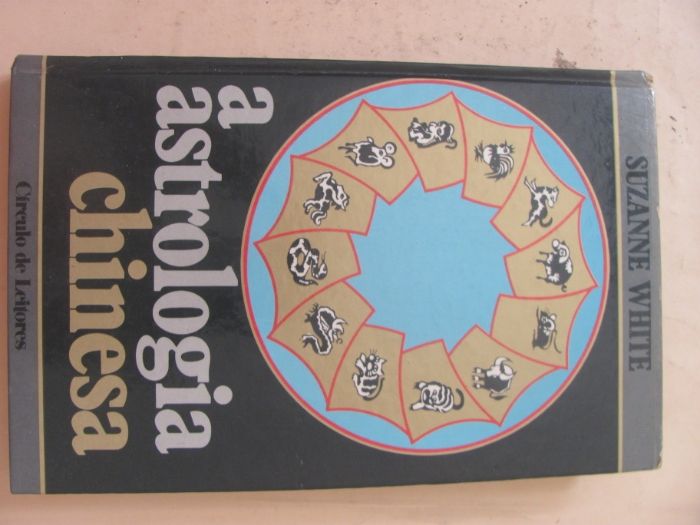 SUZANNE WHITE
a
astrologia
chinesa
Círculo de Leitores